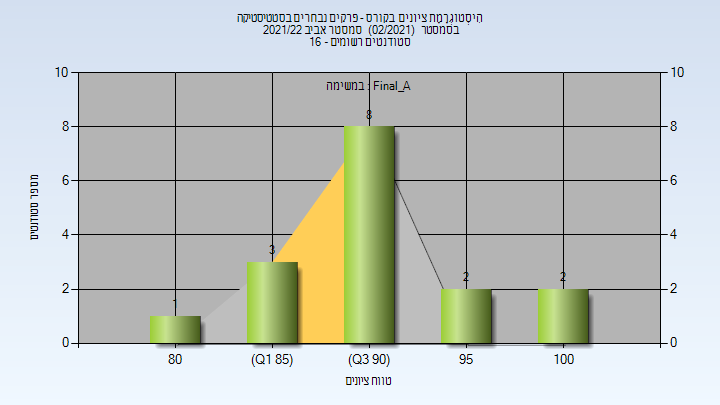 היסטוגרמת ציונים בקורס - פרקים נבחרים בסטטיסטיקה
בסמסטר (02/2021) סמסטר אביב 2021/22
סטודנטים רשומים - 16
במשימה : Final_A
10 10
8 8
8
6 6
מספר סטודנטים
4 4
3
2 2
2 2
1
0 0
80 (Q1 85) (Q3 90) 95 100
טווח ציונים